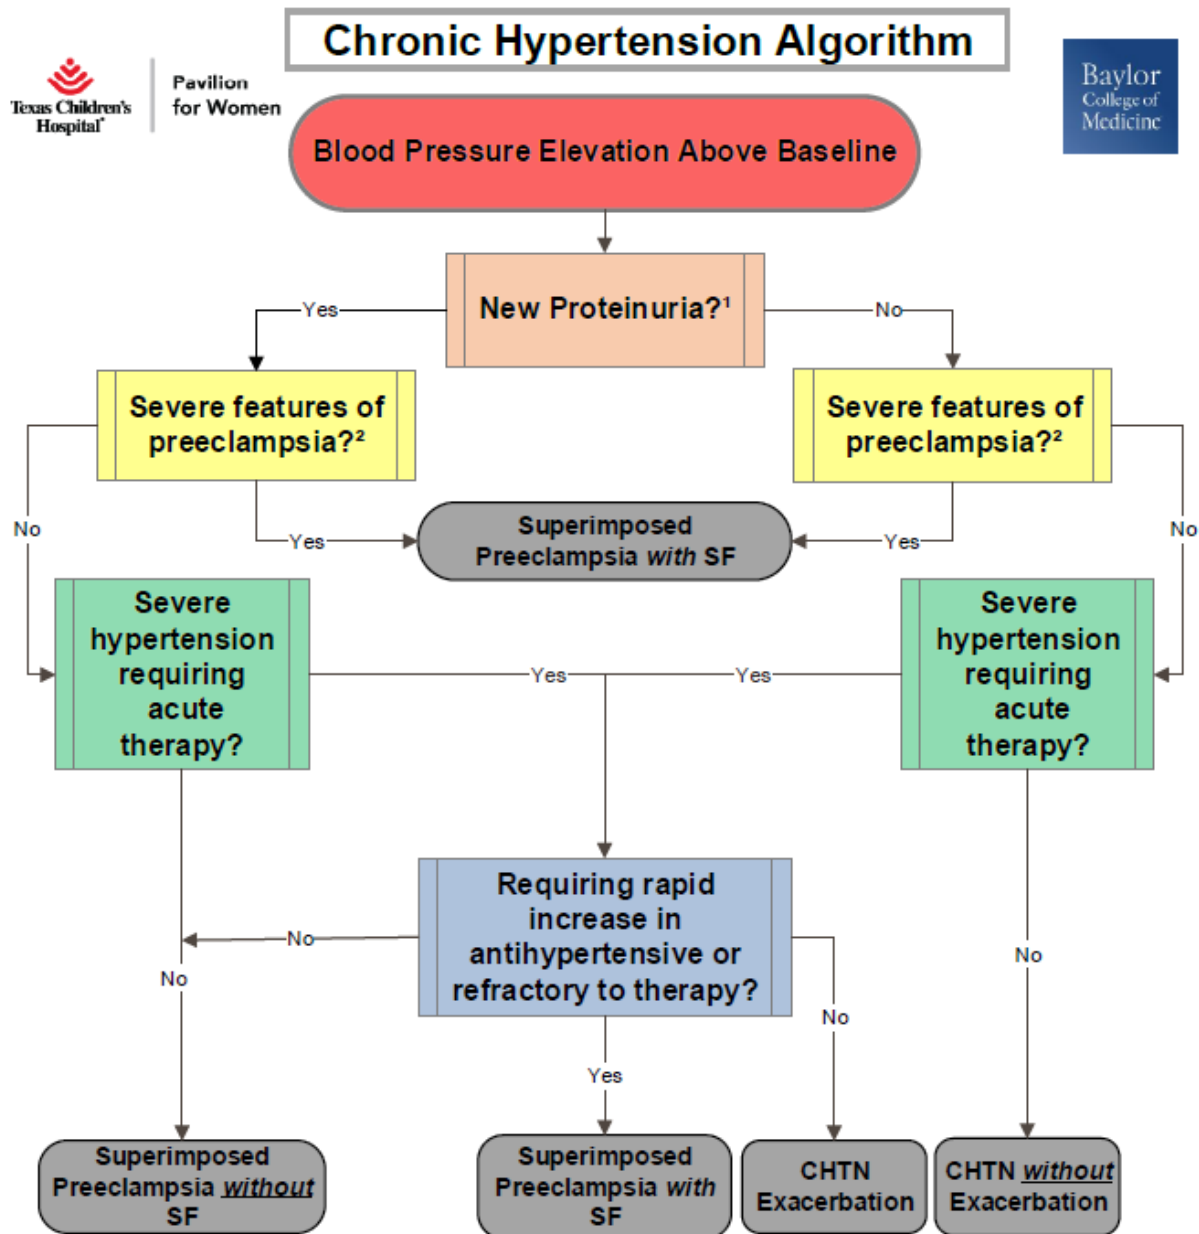 Chronic Hypertension Algorithm
Texas Children's
Hospital®
Pavilion
for Women
Baylor
College of
Medicine
Blood Pressure Elevation Above Baseline
New Proteinuria?¹
Yes
No
Severe features of
preeclampsia?²
Severe features of
preeclampsia?²
No
Yes
Superimposed
Preeclampsia with SF
Yes
No
Severe
hypertension
requiring
acute
therapy?
Yes
Yes
Severe
hypertension
requiring
acute
therapy?
Requiring rapid
increase in
antihypertensive or
refractory to therapy?
No
No
No
No
Yes
Superimposed
Preeclampsia without
SF
Superimposed
Preeclampsia with
SF
CHTN
Exacerbation
CHTN without
Exacerbation